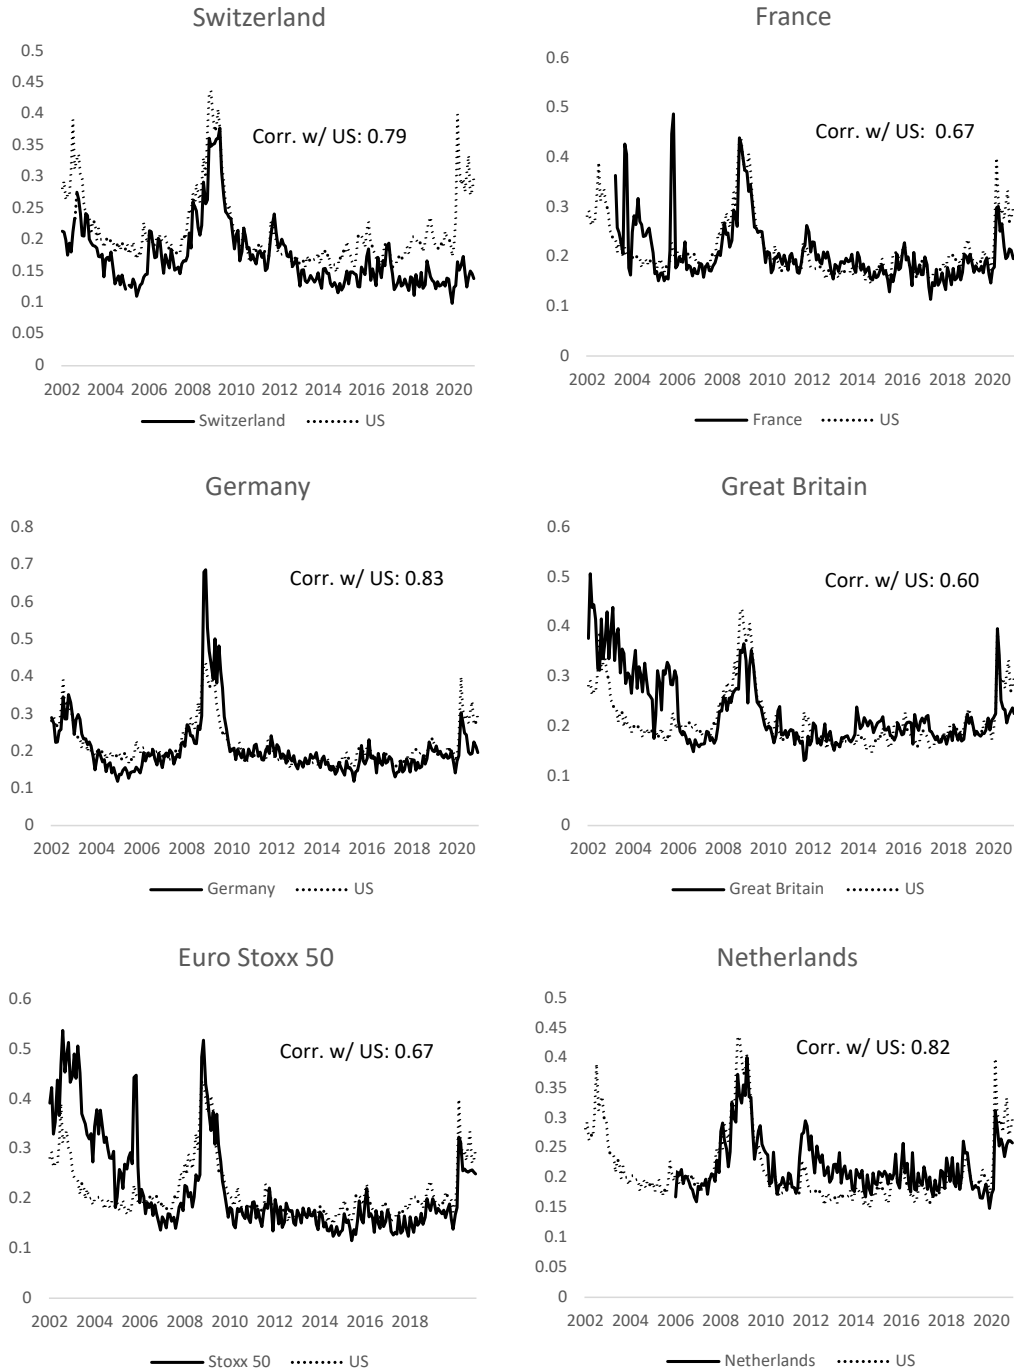 Switzerland
0.5
0.45
0.4
0.35
0.3
0.25
0.2
0.15
0.1
0.05
0
Corr. w/ US: 0.79
2002 2004 2006 2008 2010 2012 2014 2016 2018 2020
Switzerland US
France
0.6
0.5
0.4
0.3
0.2
0.1
0
Corr. w/ US: 0.67
2002 2004 2006 2008 2010 2012 2014 2016 2018 2020
France US
Germany
0.8
0.7
0.6
0.5
0.4
0.3
0.2
0.1
0
Corr. w/ US: 0.83
2002 2004 2006 2008 2010 2012 2014 2016 2018 2020
Germany US
Great Britain
0.6
0.5
0.4
0.3
0.2
0.1
0
Corr. w/ US: 0.60
2002 2004 2006 2008 2010 2012 2014 2016 2018 2020
Great Britain US
Euro Stoxx 50
0.6
0.5
0.4
0.3
0.2
0.1
0
Corr. w/ US: 0.67
2002 2004 2006 2008 2010 2012 2014 2016 2018
Stoxx 50 US
Netherlands
0.5
0.45
0.4
0.35
0.3
0.25
0.2
0.15
0.1
0.05
0
Corr. w/ US: 0.82
2002 2004 2006 2008 2010 2012 2014 2016 2018 2020
Netherlands US